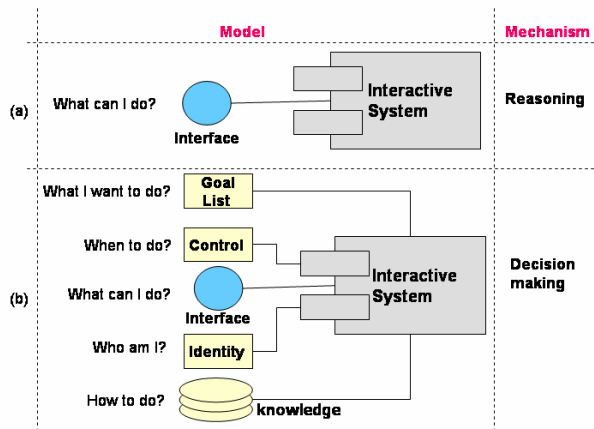 Model
Mechanism
(a)
What can I do?
Interface
Interactive
System
Reasoning
What I want to do?
Goal
List
When to do?
Control
What can I do?
Interface
Interactive
System
Decision
making
(b)
Who am I?
Identity
How to do?
knowledge